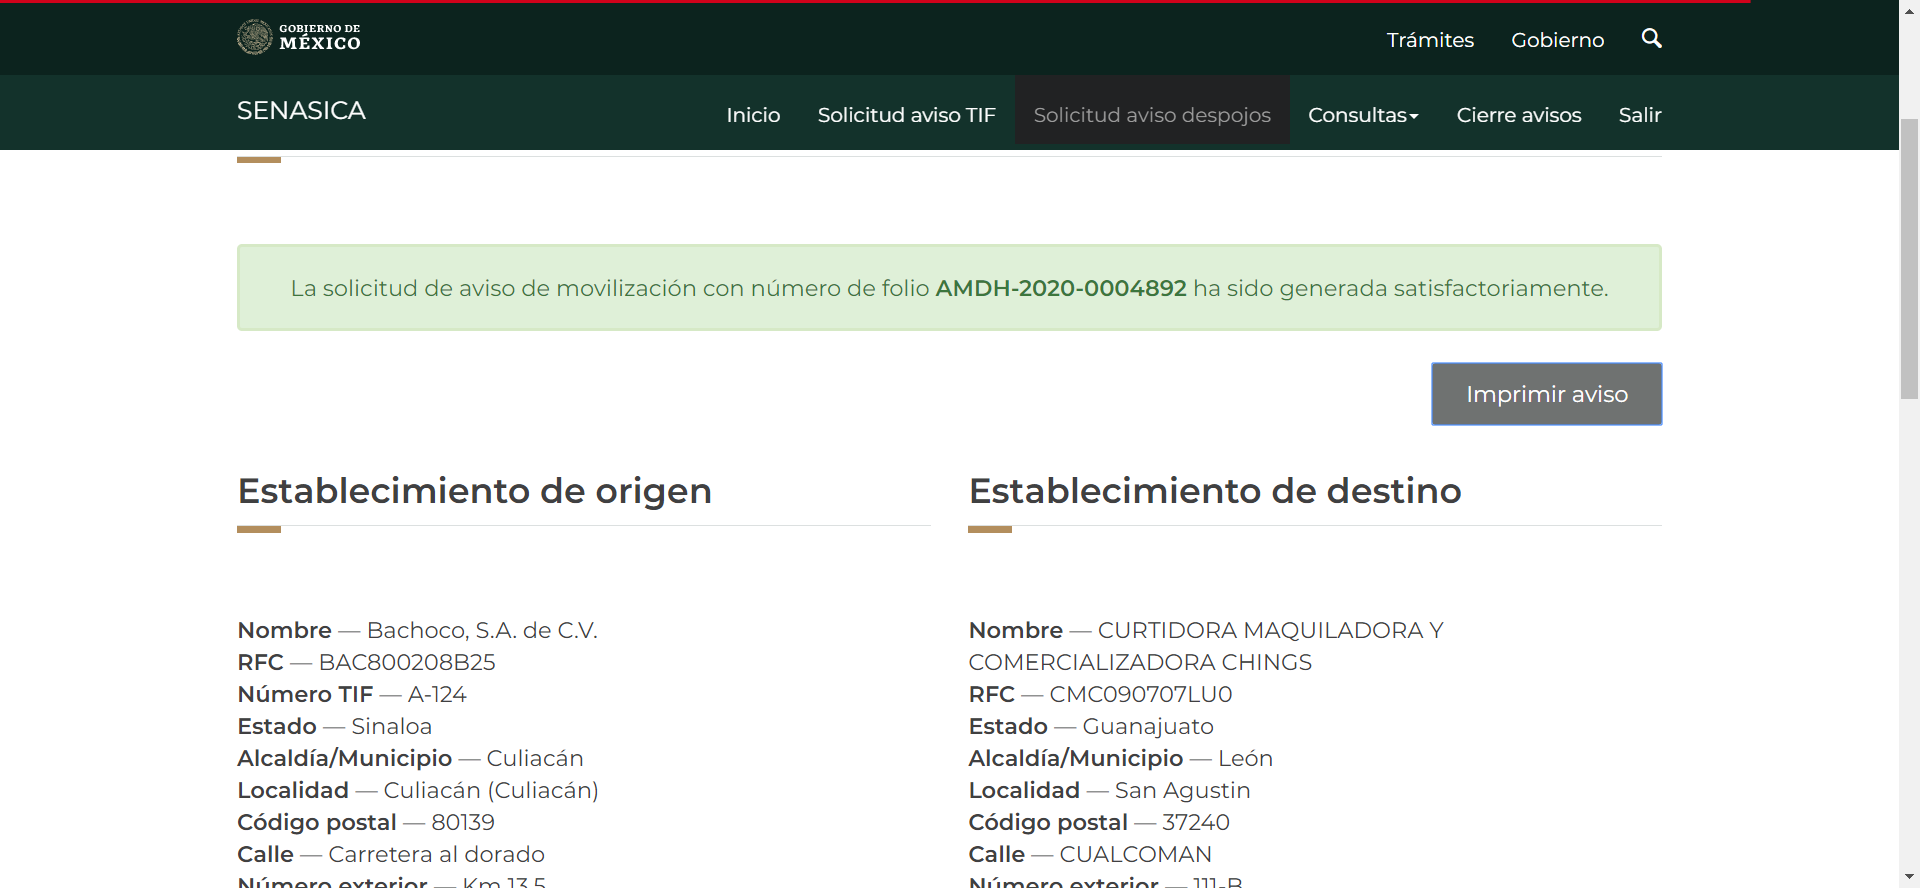 GOBIERNO DE
MÉXICO
Trámites
Gobierno
SENASICA
Inicio
Solicitud aviso TIF
Solicitud aviso despojos
Consultas
Cierre avisos
Salir
La solicitud de aviso de movilización con número de folio AMDH-2020-0004892 ha sido generada satisfactoriamente.
Imprimir aviso
Establecimiento de origen
Nombre — Bachoco, S.A. de C.V.
RFC — BAC800208B25
Número TIF — A-124
Estado — Sinaloa
Alcaldía/Municipio — Culiacán
Localidad — Culiacán (Culiacán)
Código postal — 80139
Calle — Carretera al dorado
Número exterior — Km 13.5
Establecimiento de destino
Nombre — CURTIDORA MAQUILADORA Y
COMERCIALIZADORA CHINGS
RFC — CMC090707LU0
Estado — Guanajuato
Alcaldía/Municipio — León
Localidad — San Agustin
Código postal — 37240
Calle — CUALCOMAN
Número exterior — 111-B